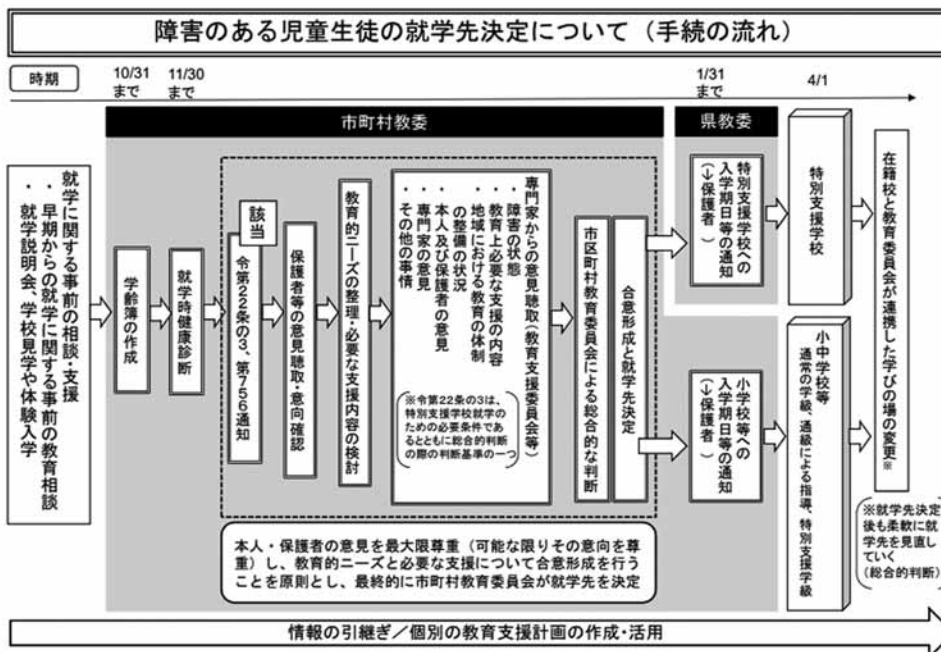 障害のある児童生徒の就学先決定について（手続の流れ）
時期
10/31
まで
11/30
まで
1/31
まで
4/1
市町村教委
県教委
就学に関する事前の相談・支援
・早期からの就学に関する事前の教育相談
・就学説明会、学校見学や体験入学
学齢簿の作成
就学時健康診断
該当
令第22条の3、第756通知
保護者等の意見聴取・意向確認
教育的ニーズの整理・必要な支援内容の検討
専門家からの意見聴取（教育支援委員会等）
・障害の状態
・教育上必要な支援の内容
・地域における教育の体制
の整備の状況
・本人及び保護者の意見
・専門家の意見
・その他の事情
※令第22条の3は、
特別支援学校就学の
ための必要条件であ
るとともに総合的判断
の際の判断基準の一つ
市区町村教育委員会による総合的な判断
合意形成と就学先決定
特別支援学校への
入学期日等の通知
（↓保護者）
小学校等への
入学期日等の通知
（↓保護者）
特別支援学校
小中学校等
通常の学級、通級による指導、特別支援学級
在籍校と教育委員会が連携した学びの場の変更※
※就学先決定
後も柔軟に就
学先を見直し
ていく
（総合的判断）
本人・保護者の意見を最大限尊重（可能な限りその意向を尊
重）し、教育的ニーズと必要な支援について合意形成を行う
ことを原則とし、最終的に市町村教育委員会が就学先を決定
情報の引継ぎ／個別の教育支援計画の作成・活用